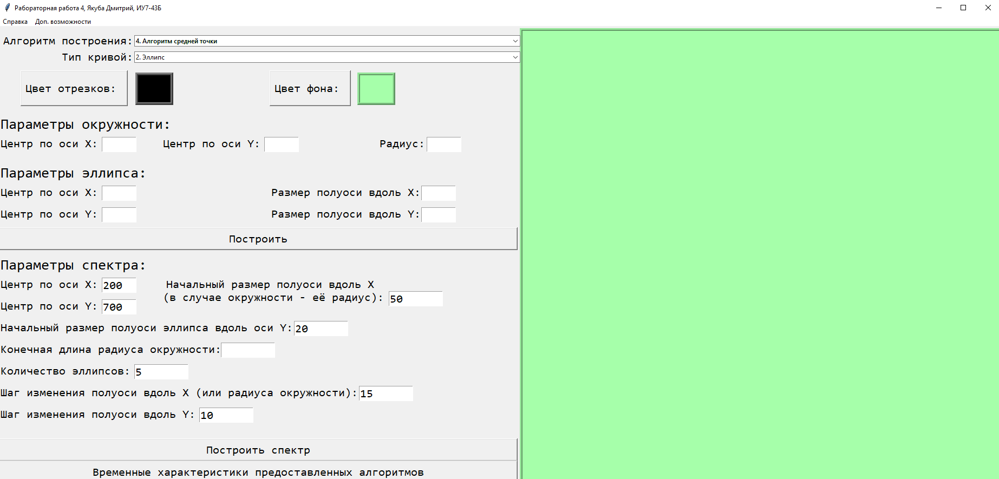 Рабораторная работа 4, Якуба Дмитрий, ИУ7-43Б
Справка Доп. возможности
Алгоритм построения: 4. Алгоритм средней точки
Тип кривой: 2. Эллипс
Цвет отрезков: Цвет фона:
Параметры окружности:
Центр по оси X: Центр по оси Y: Радиус:
Параметры эллипса:
Центр по оси X: Размер полуоси вдоль X:
Центр по оси Y: Размер полуоси вдоль Y:
Построить
Параметры спектра:
Центр по оси X: 200 Начальный размер полуоси вдоль X
(в случае окружности - её радиус): 50
Центр по оси Y: 700
Начальный размер полуоси эллипса вдоль оси Y: 20
Конечная длина радиуса окружности:
Количество эллипсов: 5
Шаг изменения полуоси вдоль X (или радиуса окружности): 15
Шаг изменения полуоси вдоль Y: 10
Построить спектр
Временные характеристики предоставленных алгоритмов